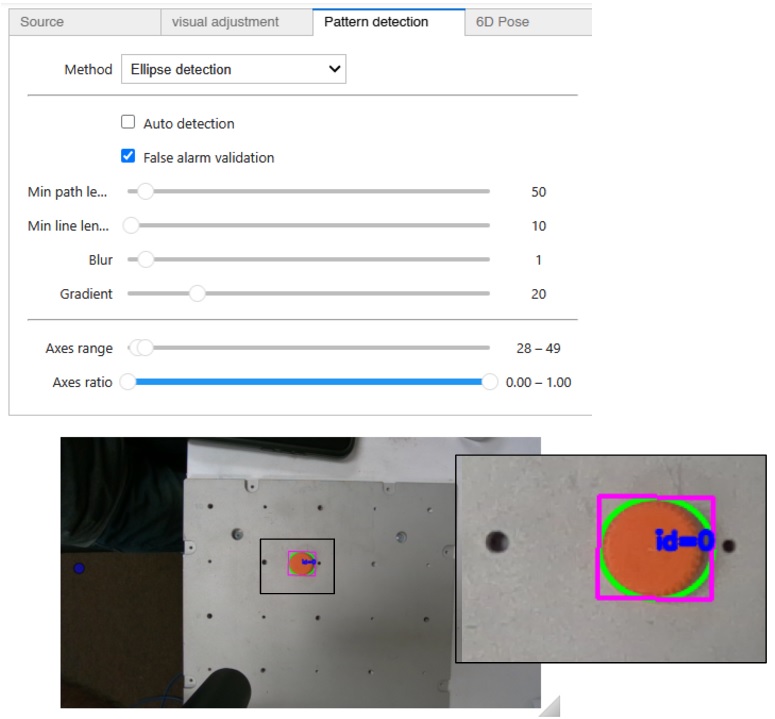 Source visual adjustment Pattern detection 6D Pose
Method Ellipse detection
Auto detection
False alarm validation
Min path le... 50
Min line len... 10
Blur 1
Gradient 20
Axes range 28 – 49
Axes ratio 0.00 – 1.00
id=0
id=0